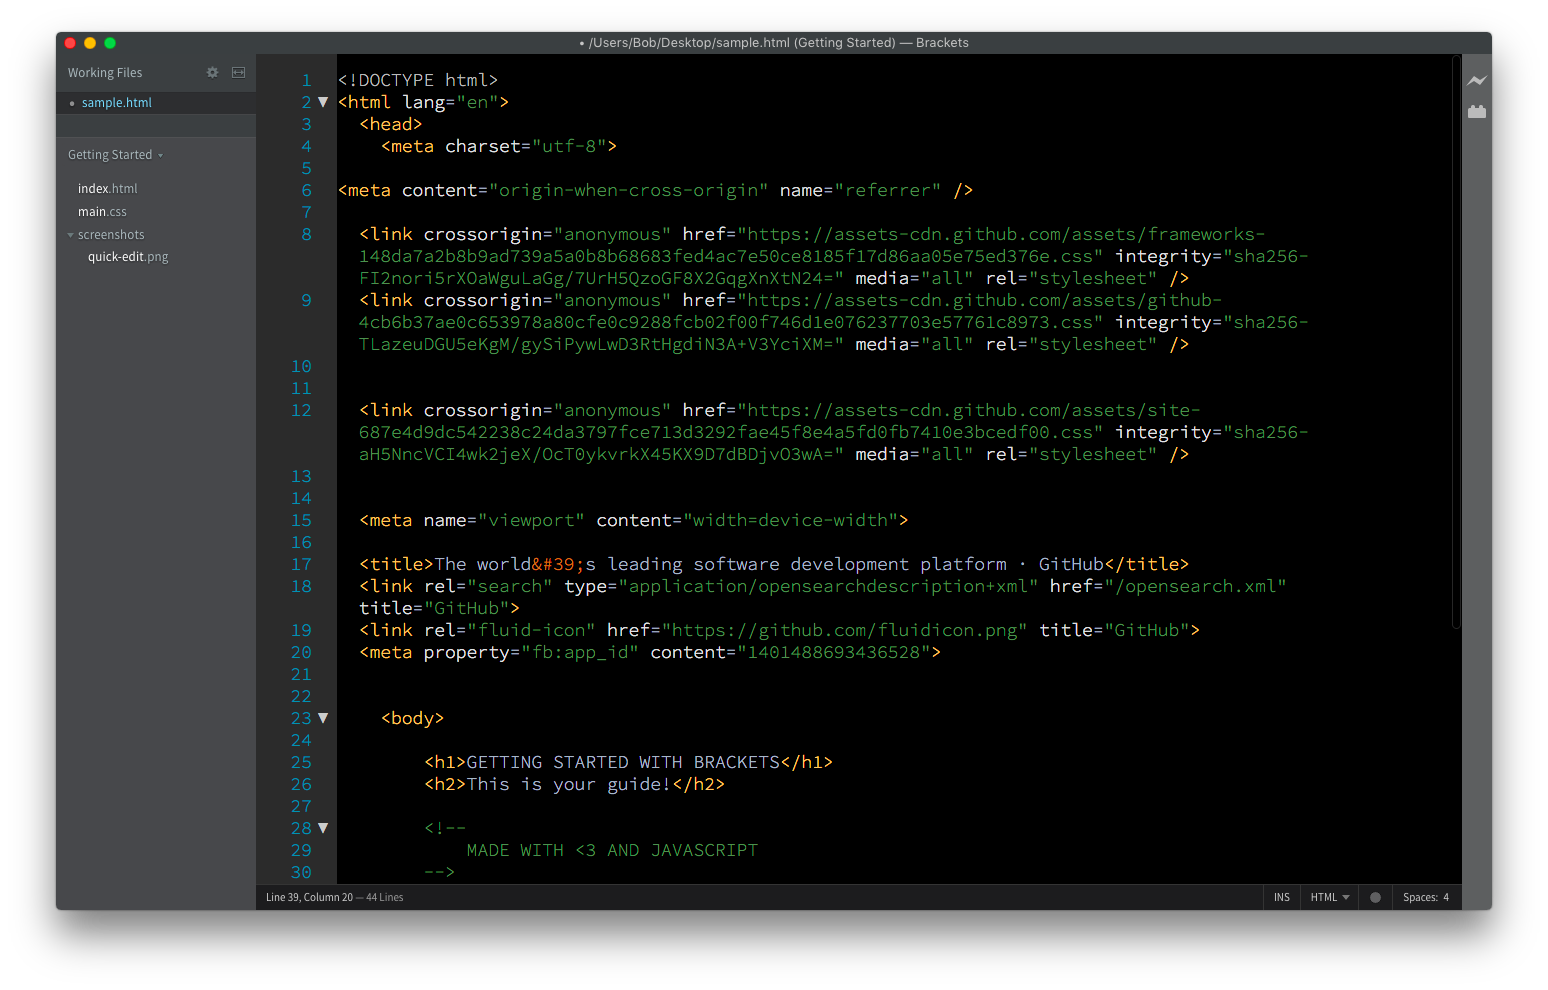 • /Users/Bob/Desktop/sample.html (Getting Started) — Brackets
Working Files
• sample.html
Getting Started
index.html
main.css
screenshots
quick-edit.png
1 <!DOCTYPE html>
2 <html lang="en">
3 <head>
4 <meta charset="utf-8">
5
6 <meta content="origin-when-cross-origin" name="referrer" />
7
8 <link crossorigin="anonymous" href="https://assets-cdn.github.com/assets/frameworks-
148da7a2b8b9ad739a5a0b8b68683fed4ac7e50ce8185f17d86aa05e75ed376e.css" integrity="sha256-
FI2nori5rXOaWguLaGg/7UrH5QzoGF8X2GqgXnXtN24=" media="all" rel="stylesheet" />
9 <link crossorigin="anonymous" href="https://assets-cdn.github.com/assets/github-
4cb6b37ae0c653978a80cfe0c9288fcb02f00f746d1e076237703e57761c8973.css" integrity="sha256-
TLazeuDGU5eKgM/gySiPywLwD3RtHgdiN3A+V3YciXM=" media="all" rel="stylesheet" />
10
11
12 <link crossorigin="anonymous" href="https://assets-cdn.github.com/assets/site-
687e4d9dc542238c24da3797fce713d3292fae45f8e4a5fd0fb7410e3bcedf00.css" integrity="sha256-
aH5NncVCI4wk2jeX/OcT0ykvrkX45KX9D7dBDjvO3wA=" media="all" rel="stylesheet" />
13
14
15 <meta name="viewport" content="width=device-width">
16
17 <title>The world&#39;s leading software development platform · GitHub</title>
18 <link rel="search" type="application/opensearchdescription+xml" href="/opensearch.xml"
title="GitHub">
19 <link rel="fluid-icon" href="https://github.com/fluidicon.png" title="GitHub">
20 <meta property="fb:app_id" content="1401488693436528">
21
22
23 <body>
24
25 <h1>GETTING STARTED WITH BRACKETS</h1>
26 <h2>This is your guide!</h2>
27
28 <!--
29 MADE WITH <3 AND JAVASCRIPT
30 -->
Line 39, Column 20 — 44 Lines
INS
HTML
Spaces: 4